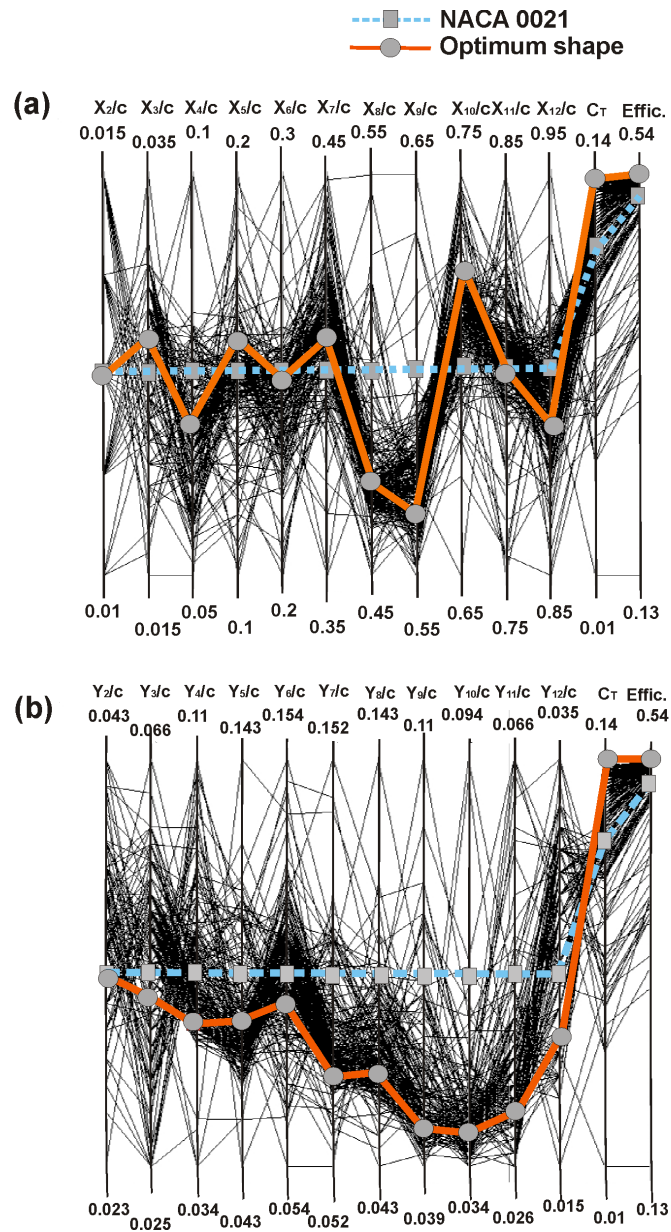 NACA 0021
Optimum shape
(a)
X2/c X3/c X4/c X5/c X6/c X7/c X8/c X9/c X10/c X11/c X12/c CT Effic.
0.015 0.035 0.1 0.2 0.3 0.45 0.55 0.65 0.75 0.85 0.95 0.14 0.54
0.01 0.015 0.05 0.1 0.2 0.35 0.45 0.55 0.65 0.75 0.85 0.01 0.13
(b)
Y2/c Y3/c Y4/c Y5/c Y6/c Y7/c Y8/c Y9/c Y10/c Y11/c Y12/c CT Effic.
0.043 0.066 0.11 0.143 0.154 0.152 0.143 0.11 0.094 0.066 0.035 0.14 0.54
0.023 0.025 0.034 0.043 0.054 0.052 0.043 0.039 0.034 0.026 0.015 0.01 0.13